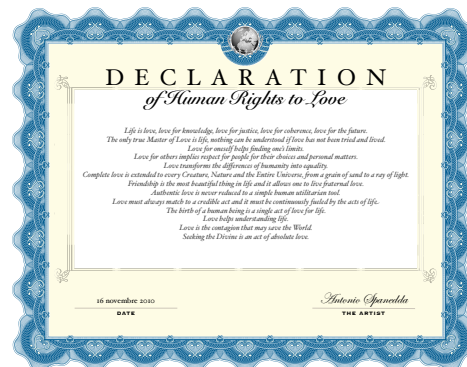 DECLARATION
of Human Rights to Love
Life is love, love for knowledge, love for justice, love for coherence, love for the future.
The only true Master of Love is life, nothing can be understood if love has not been tried and lived.
Love for oneself helps finding one's limits.
Love for others implies respect for people for their choices and personal matters.
Love transforms the differences of humanity into equality.
Complete love is extended to every Creature, Nature and the Entire Universe, from a grain of sand to a ray of light.
Friendship is the most beautiful thing in life and it allows one to live fraternal love.
Authentic love is never reduced to a simple human utilitarian tool.
Love must always match to a credible act and it must be continuously fueled by the acts of life.
The birth of a human being is a single act of love for life.
Love helps understanding life.
Love is the contagion that may save the World.
Seeking the Divine is an act of absolute love.
16 novembre 2010
DATE
Antonio Spanedda
THE ARTIST